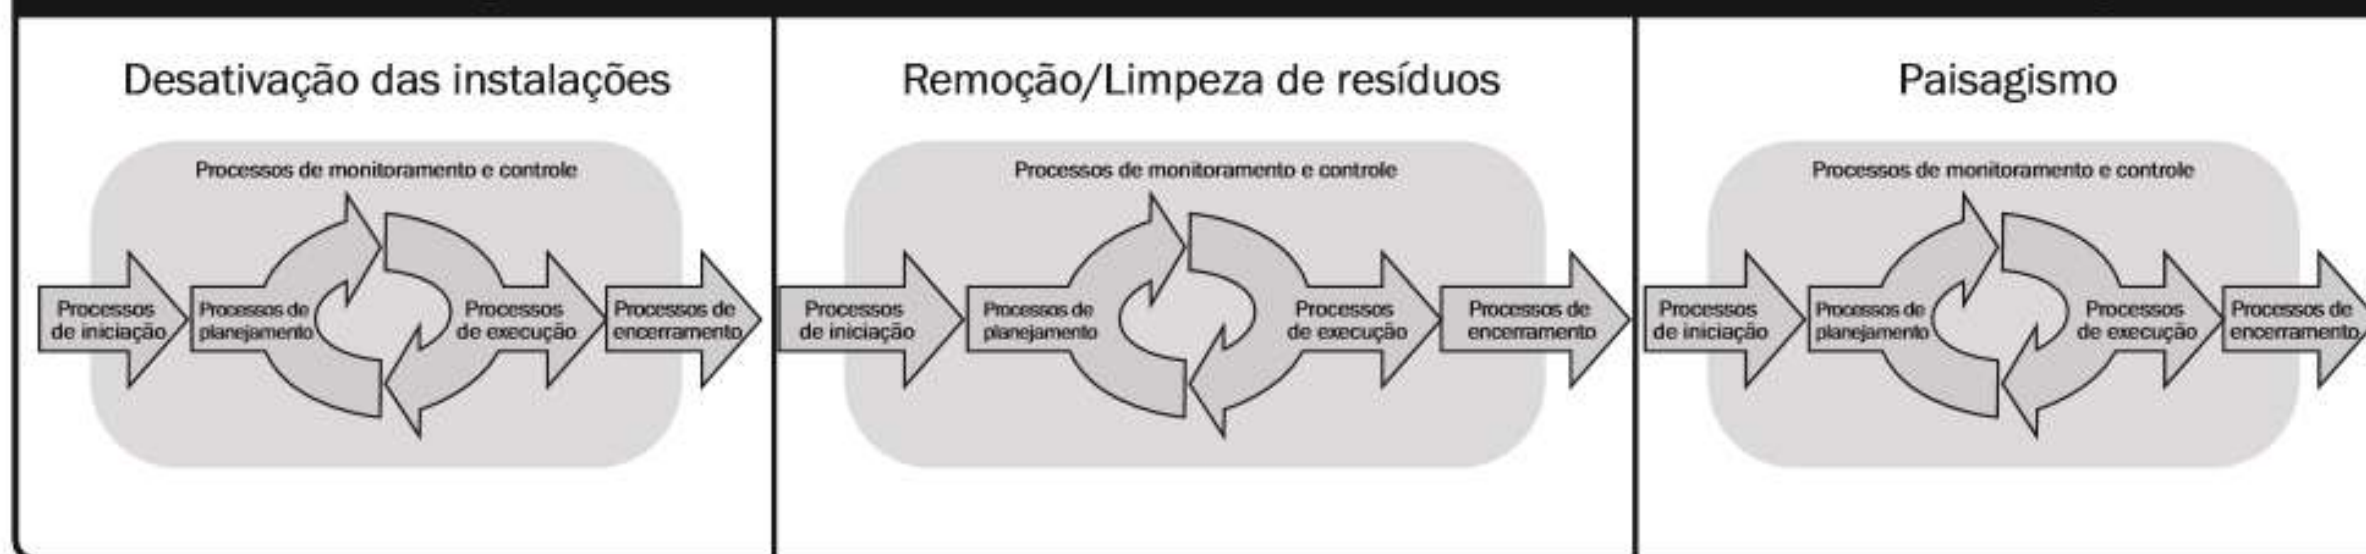 Desativação das instalações
Processos de monitoramento e controle
Processos
de iniciação
Processos de
planejamento
Processos
de execução
Processos de
encerramento
Remoção/Limpeza de resíduos
Processos de monitoramento e controle
Processos
de iniciação
Processos de
planejamento
Processos
de execução
Processos de
encerramento
Paisagismo
Processos de monitoramento e controle
Processos
de iniciação
Processos de
planejamento
Processos
de execução
Processos de
encerramento